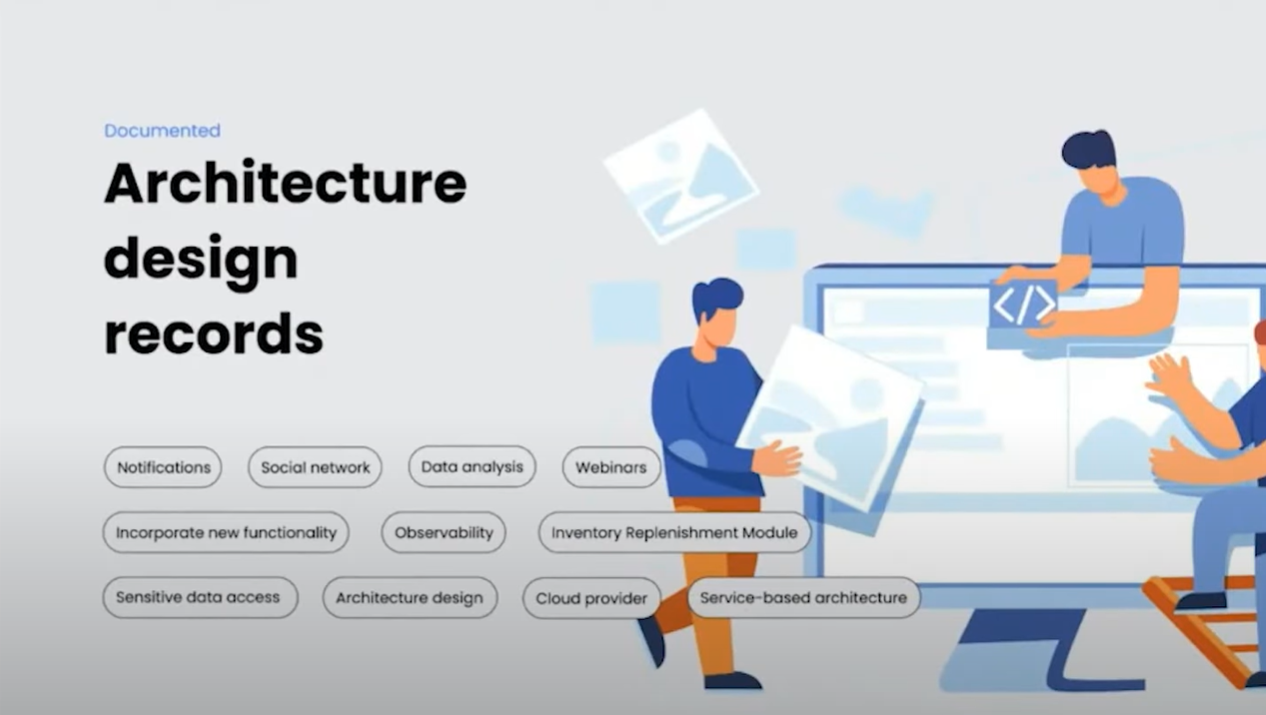 Documented
Architecture
design
records
Notifications
Social network
Data analysis
Webinars
Incorporate new functionality
Observability
Inventory Replenishment Module
Sensitive data access
Architecture design
Cloud provider
Service-based architecture
</>